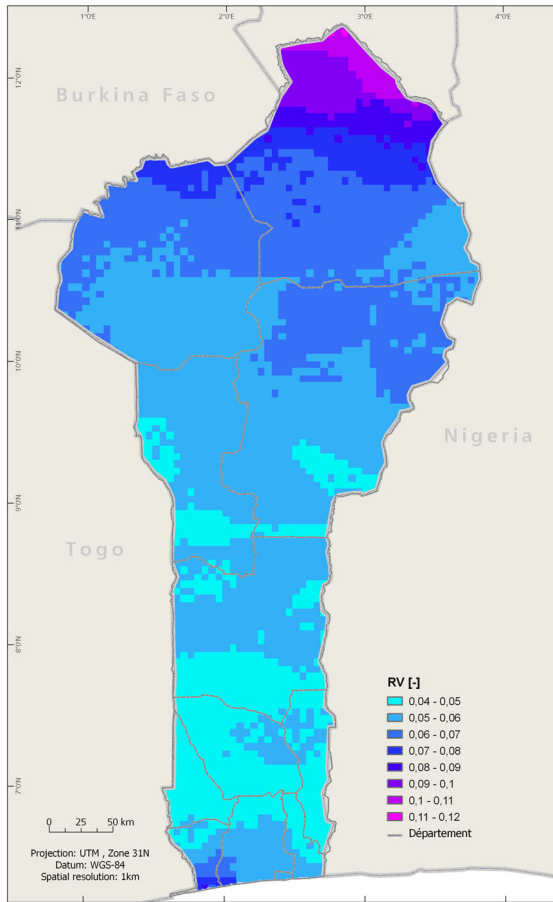 1°0'E
2°0'E
3°0'E
4°0'E
12°0'N
11°0'N
10°0'N
9°0'N
8°0'N
7°0'N
Burkina Faso
Nigeria
Togo
RV [-]
0,04 - 0,05
0,05 - 0,06
0,06 - 0,07
0,07 - 0,08
0,08 - 0,09
0,09 - 0,1
0,1 - 0,11
0,11 - 0,12
Département
0 25 50 km
Projection: UTM , Zone 31N
Datum: WGS-84
Spatial resolution: 1km